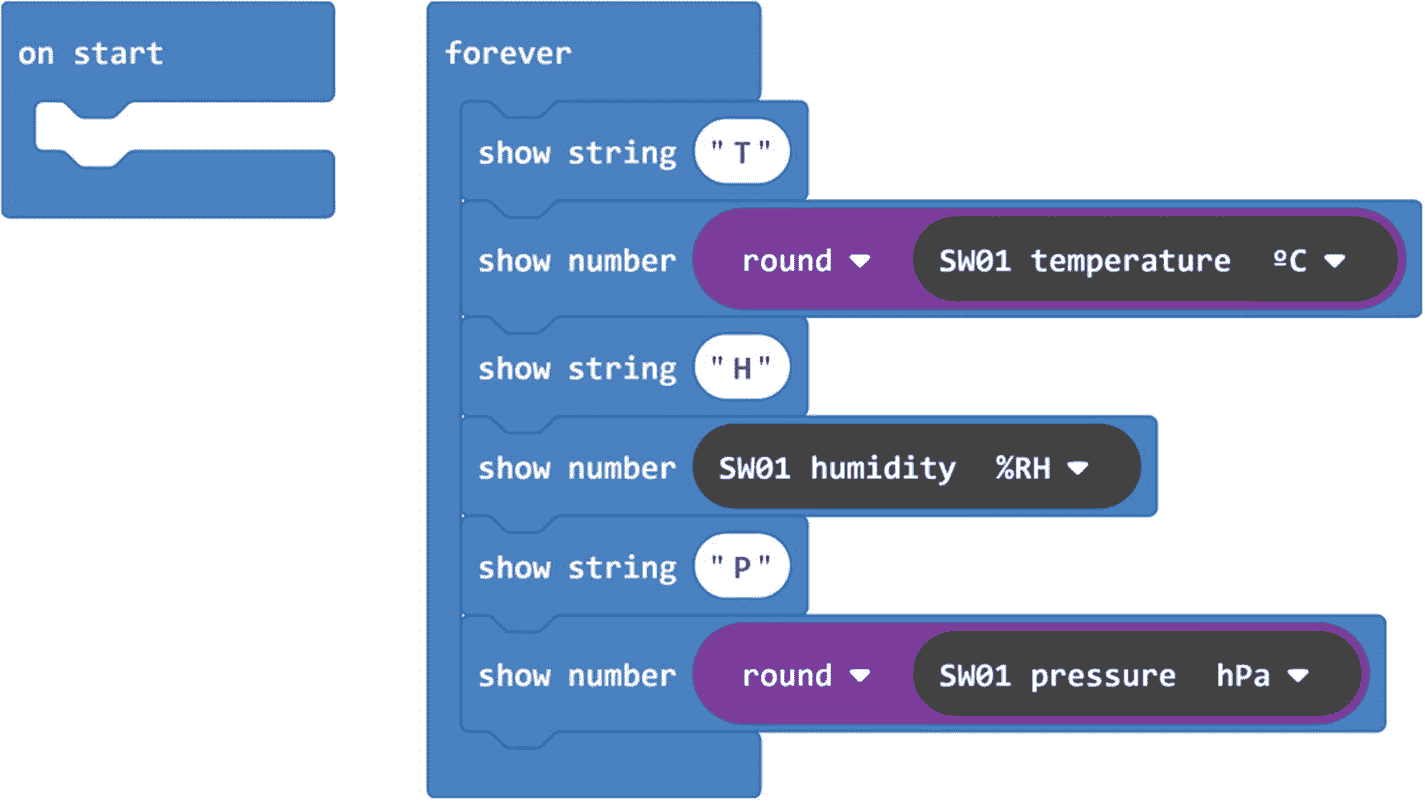 on start
forever
show string "T"
show number round SW01 temperature ºC
show string "H"
show number SW01 humidity %RH
show string "P"
show number round SW01 pressure hPa